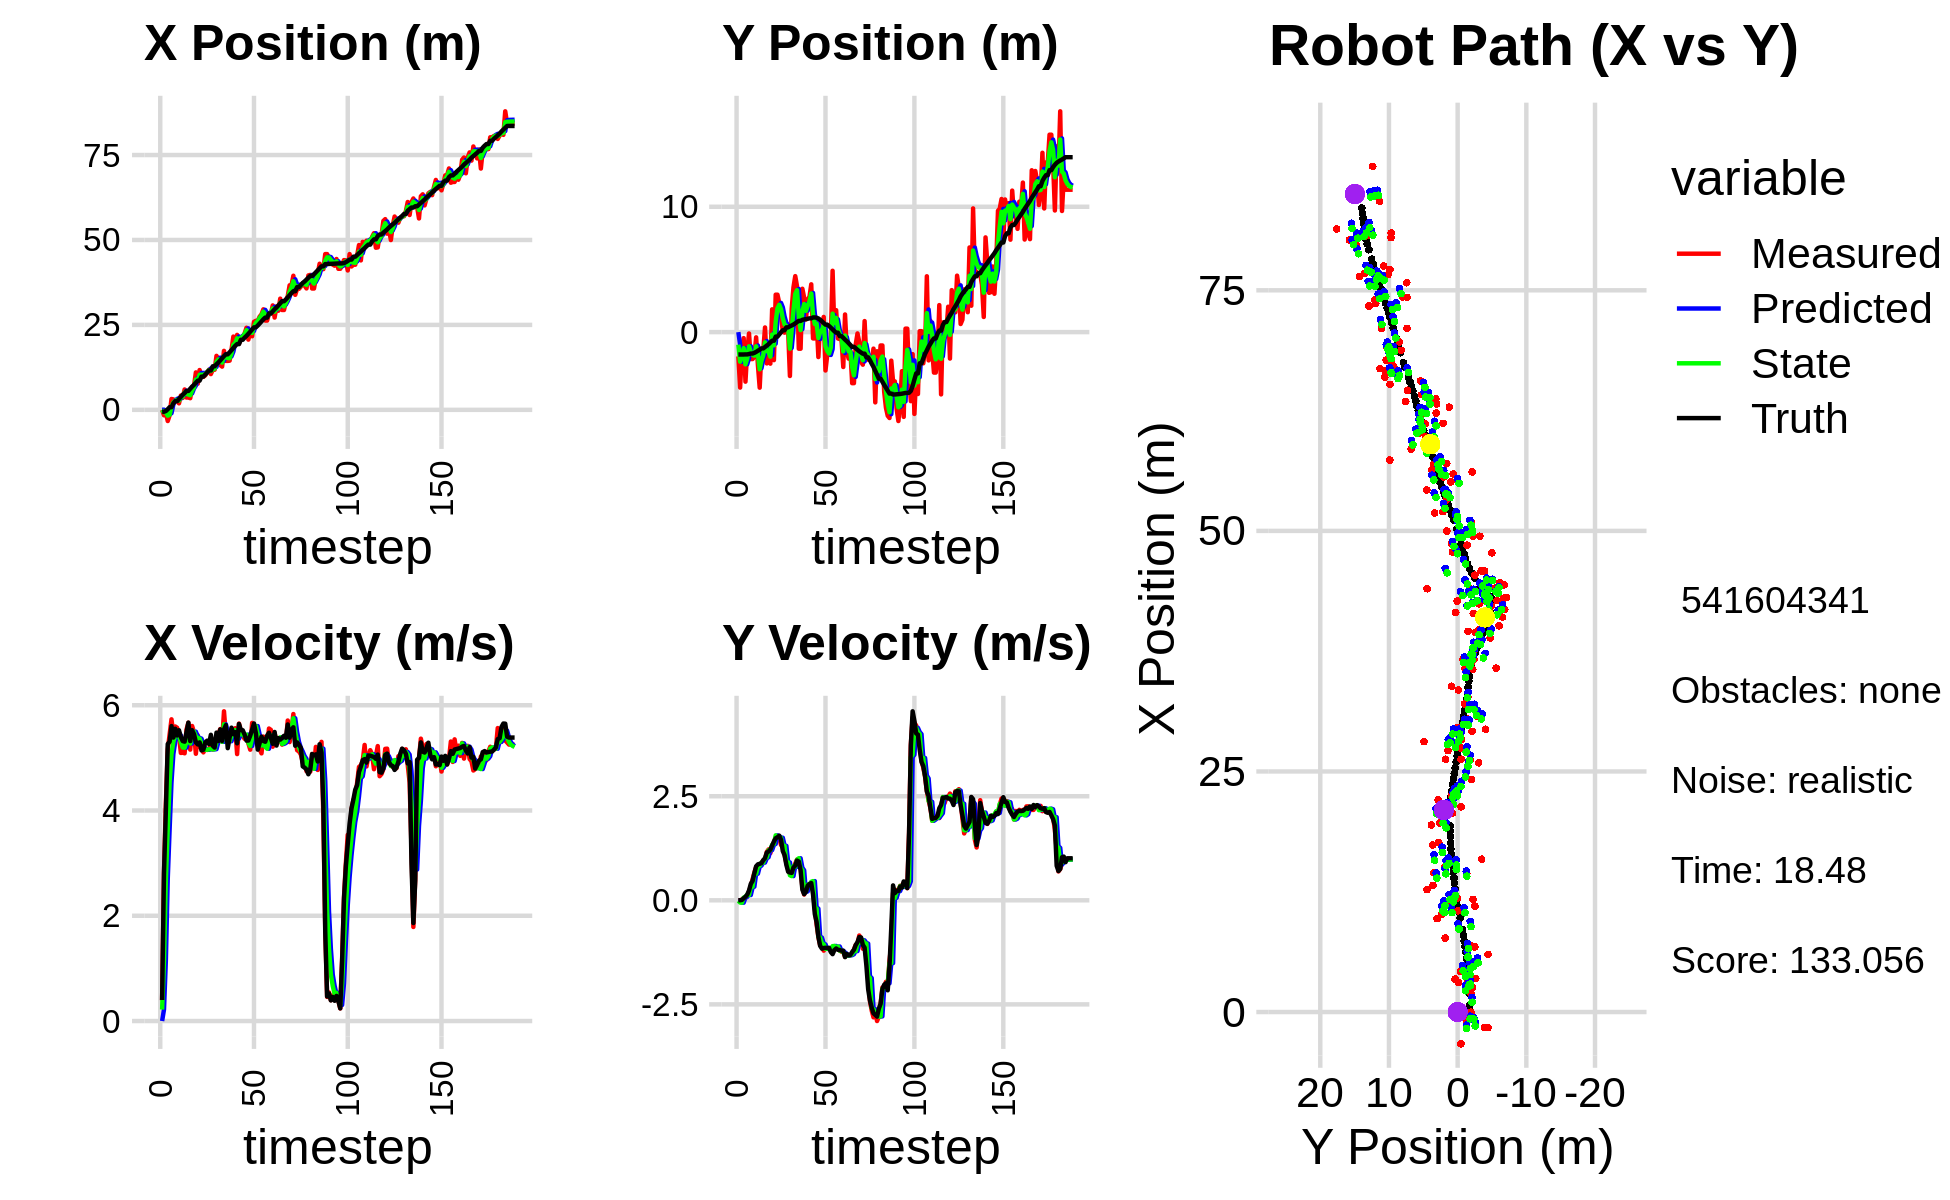 X Position (m)
75
50
25
0
0
50
100
150
timestep
Y Position (m)
10
0
0
50
100
150
timestep
X Velocity (m/s)
6
4
2
0
0
50
100
150
timestep
Y Velocity (m/s)
2.5
0.0
-2.5
0
50
100
150
timestep
Robot Path (X vs Y)
X Position (m)
75
50
25
0
20 10 0 -10 -20
Y Position (m)
variable
Measured
Predicted
State
Truth
541604341
Obstacles: none
Noise: realistic
Time: 18.48
Score: 133.056